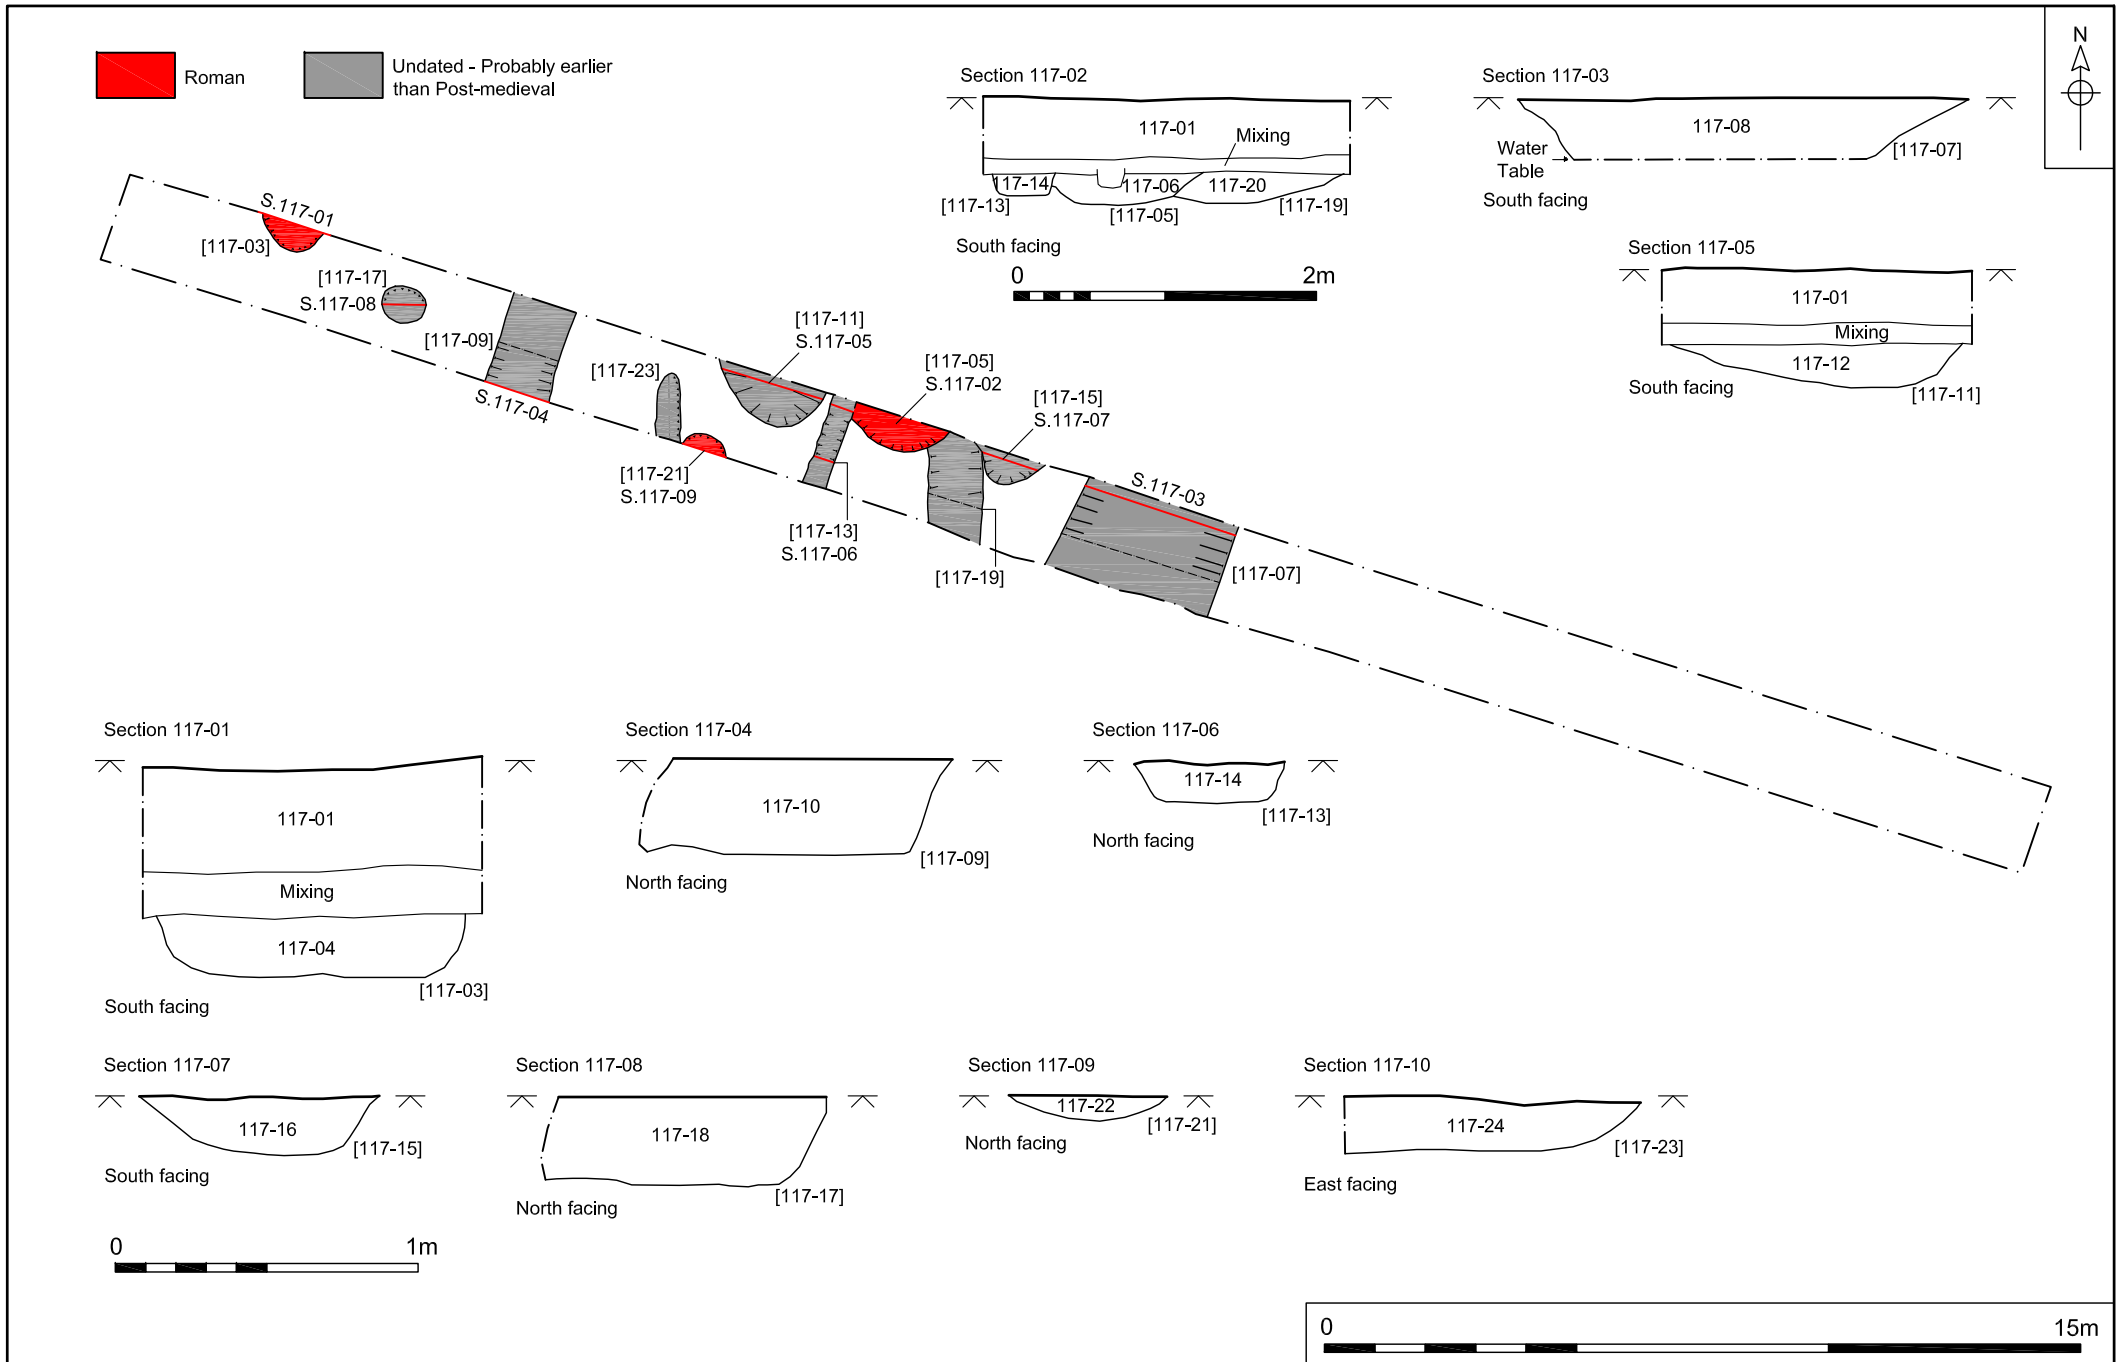 Roman
Undated - Probably earlier
than Post-medieval
N
Section 117-02
117-01
Mixing
117-14
117-06
117-20
[117-13]
[117-05]
[117-19]
South facing
0
2m
Section 117-03
117-08
Water
Table
[117-07]
South facing
Section 117-05
117-01
Mixing
117-12
South facing
[117-11]
S.117-01
[117-03]
[117-17]
S.117-08
[117-09]
S.117-04
[117-23]
[117-21]
S.117-09
[117-11]
S.117-05
[117-05]
S.117-02
[117-15]
S.117-07
[117-13]
S.117-06
[117-19]
S.117-03
[117-07]
Section 117-01
117-01
Mixing
117-04
[117-03]
South facing
Section 117-04
117-10
[117-09]
North facing
Section 117-06
117-14
[117-13]
North facing
Section 117-07
117-16
[117-15]
South facing
Section 117-08
117-18
[117-17]
North facing
Section 117-09
117-22
[117-21]
North facing
Section 117-10
117-24
[117-23]
East facing
0
1m
0
15m